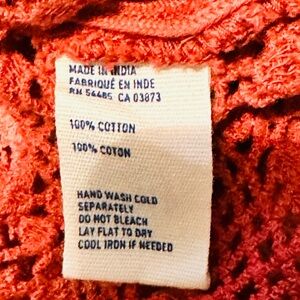 MADE IN INDIA
FABRIQUÉ EN INDE
RN 54485 CA 03873
100% COTTON
100% COTON
HAND WASH COLD
SEPARATELY
DO NOT BLEACH
LAY FLAT TO DRY
COOL IRON IF NEEDED